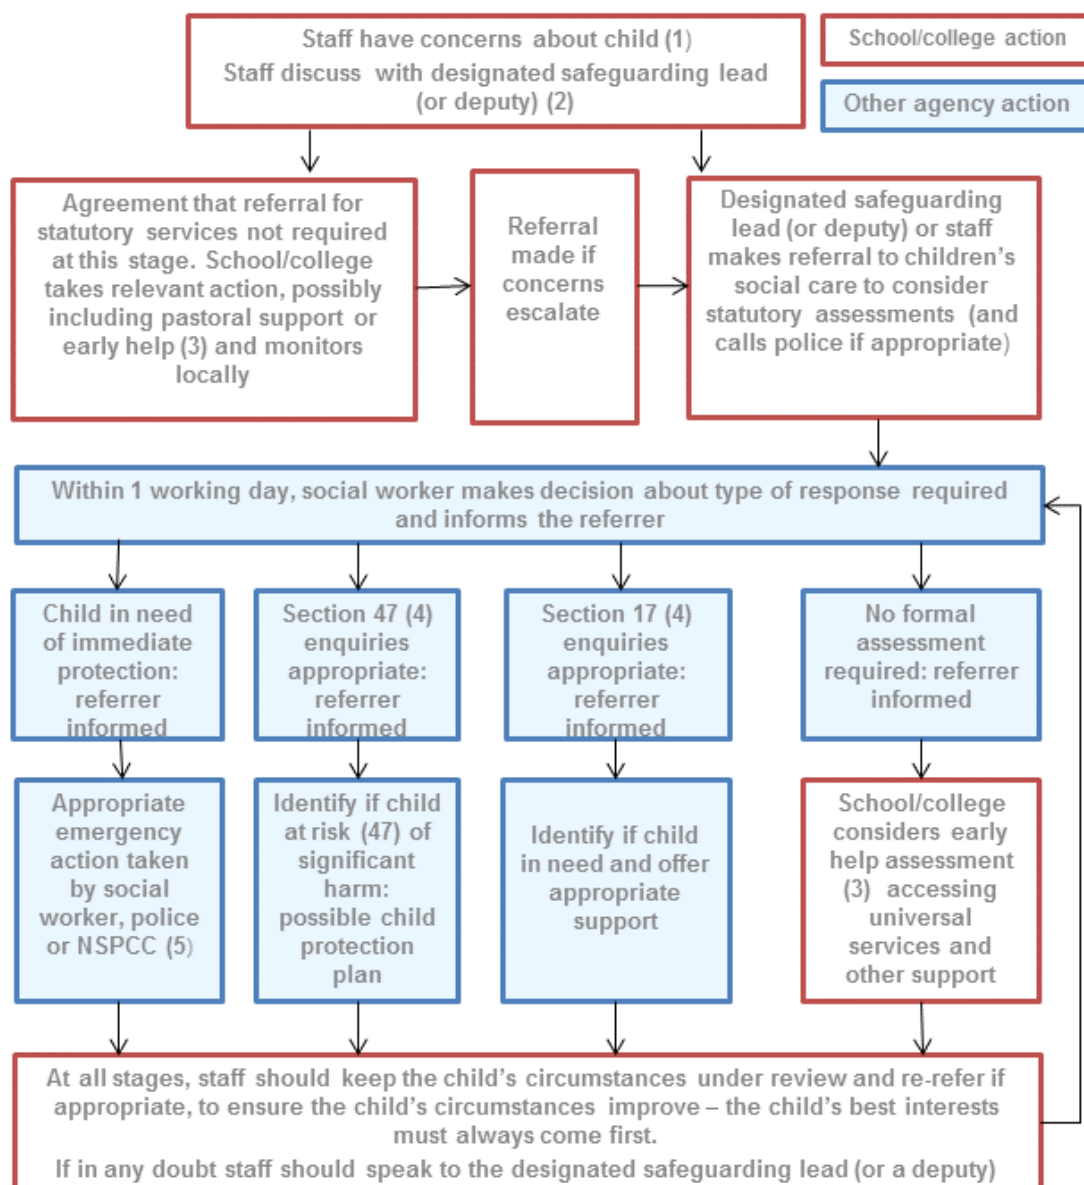 Staff have concerns about child (1)
Staff discuss with designated safeguarding lead
(or deputy) (2)
School/college action
Other agency action
Agreement that referral for
statutory services not required
at this stage. School/college
takes relevant action, possibly
including pastoral support or
early help (3) and monitors
locally
Referral
made if
concerns
escalate
Designated safeguarding
lead (or deputy) or staff
makes referral to children's
social care to consider
statutory assessments (and
calls police if appropriate)
Within 1 working day, social worker makes decision about type of response required
and informs the referrer
Child in need
of immediate
protection:
referrer
informed
Section 47 (4)
enquiries
appropriate:
referrer
informed
Section 17 (4)
enquiries
appropriate:
referrer
informed
No formal
assessment
required: referrer
informed
Appropriate
emergency
action taken
by social
worker, police
or NSPCC (5)
Identify if child
at risk (47) of
significant
harm:
possible child
protection
plan
Identify if child
in need and offer
appropriate
support
School/college
considers early
help assessment
(3) accessing
universal
services and
other support
At all stages, staff should keep the child's circumstances under review and re-refer if
appropriate, to ensure the child's circumstances improve – the child's best interests
must always come first.
If in any doubt staff should speak to the designated safeguarding lead (or a deputy)